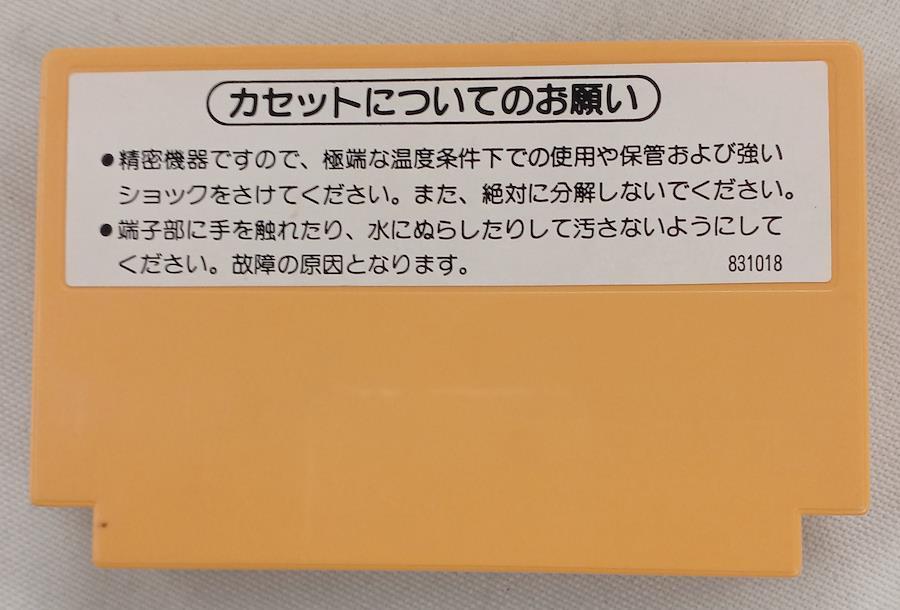 カセットについてのお願い
●精密機器ですので、極端な温度条件下での使用や保管および強い
ショックをさけてください。また、絶対に分解しないでください。
●端子部に手を触れたり、水にぬらしたりして汚さないようにして
ください。故障の原因となります。 831018